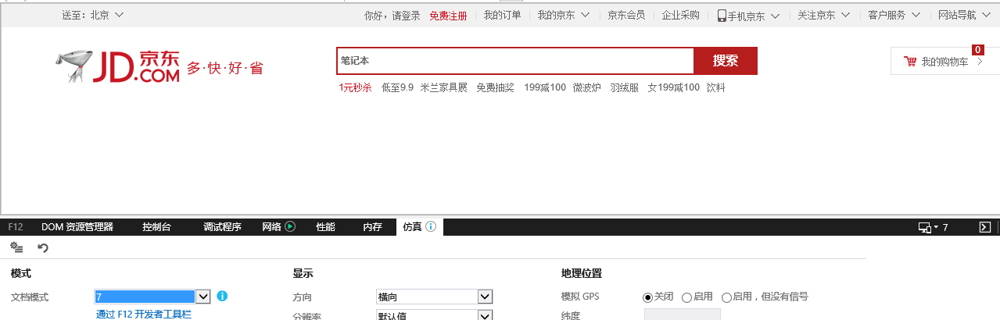 送至：北京 你好，请登录 免费注册 我的订单 我的京东 京东会员 企业采购 手机京东 关注京东 客户服务 网站导航
JD 京东 .COM 多·快·好·省 笔记本 搜索 我的购物车 0
1元秒杀 低至9.9 米兰家具展 免费抽奖 199减100 微波炉 羽绒服 女199减100 饮料
F12 DOM 资源管理器 控制台 调试程序 网络 性能 内存 仿真 7
模式 显示 地理位置
文档模式 7 方向 横向 模拟 GPS 关闭 启用 启用，但没有信号
通过 F12 开发者工具栏 分辨率 默认值 纬度